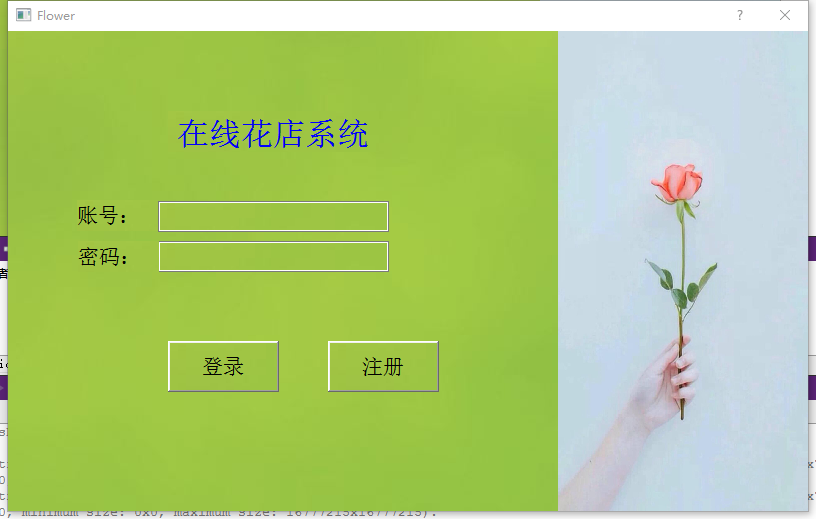 Flower
?
在线花店系统
账号：
密码：
登录 注册
0, minimum size: 0x0, maximum size: 16777215x16777215).